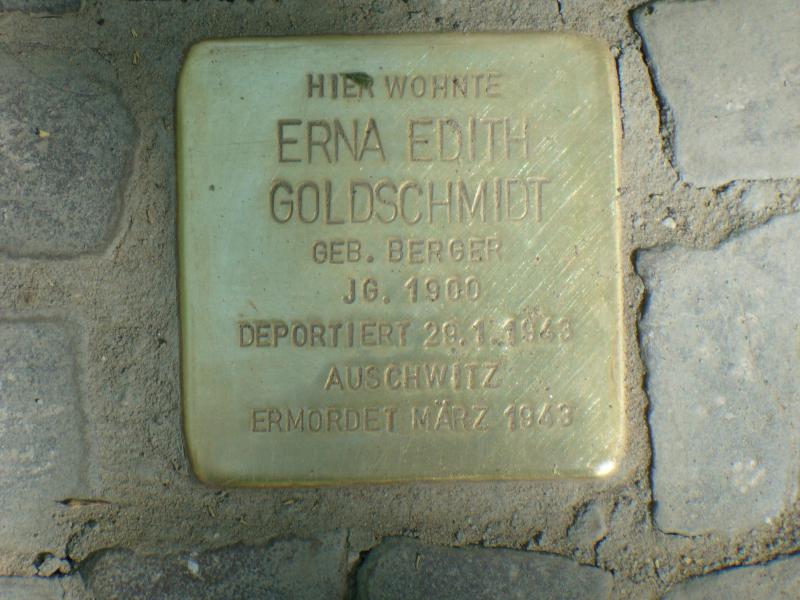 HIER WOHNTE
ERNA EDITH
GOLDSCHMIDT
GEB. BERGER
JG. 1900
DEPORTIERT 29.1.1943
AUSCHWITZ
ERMORDET MÄRZ 1943